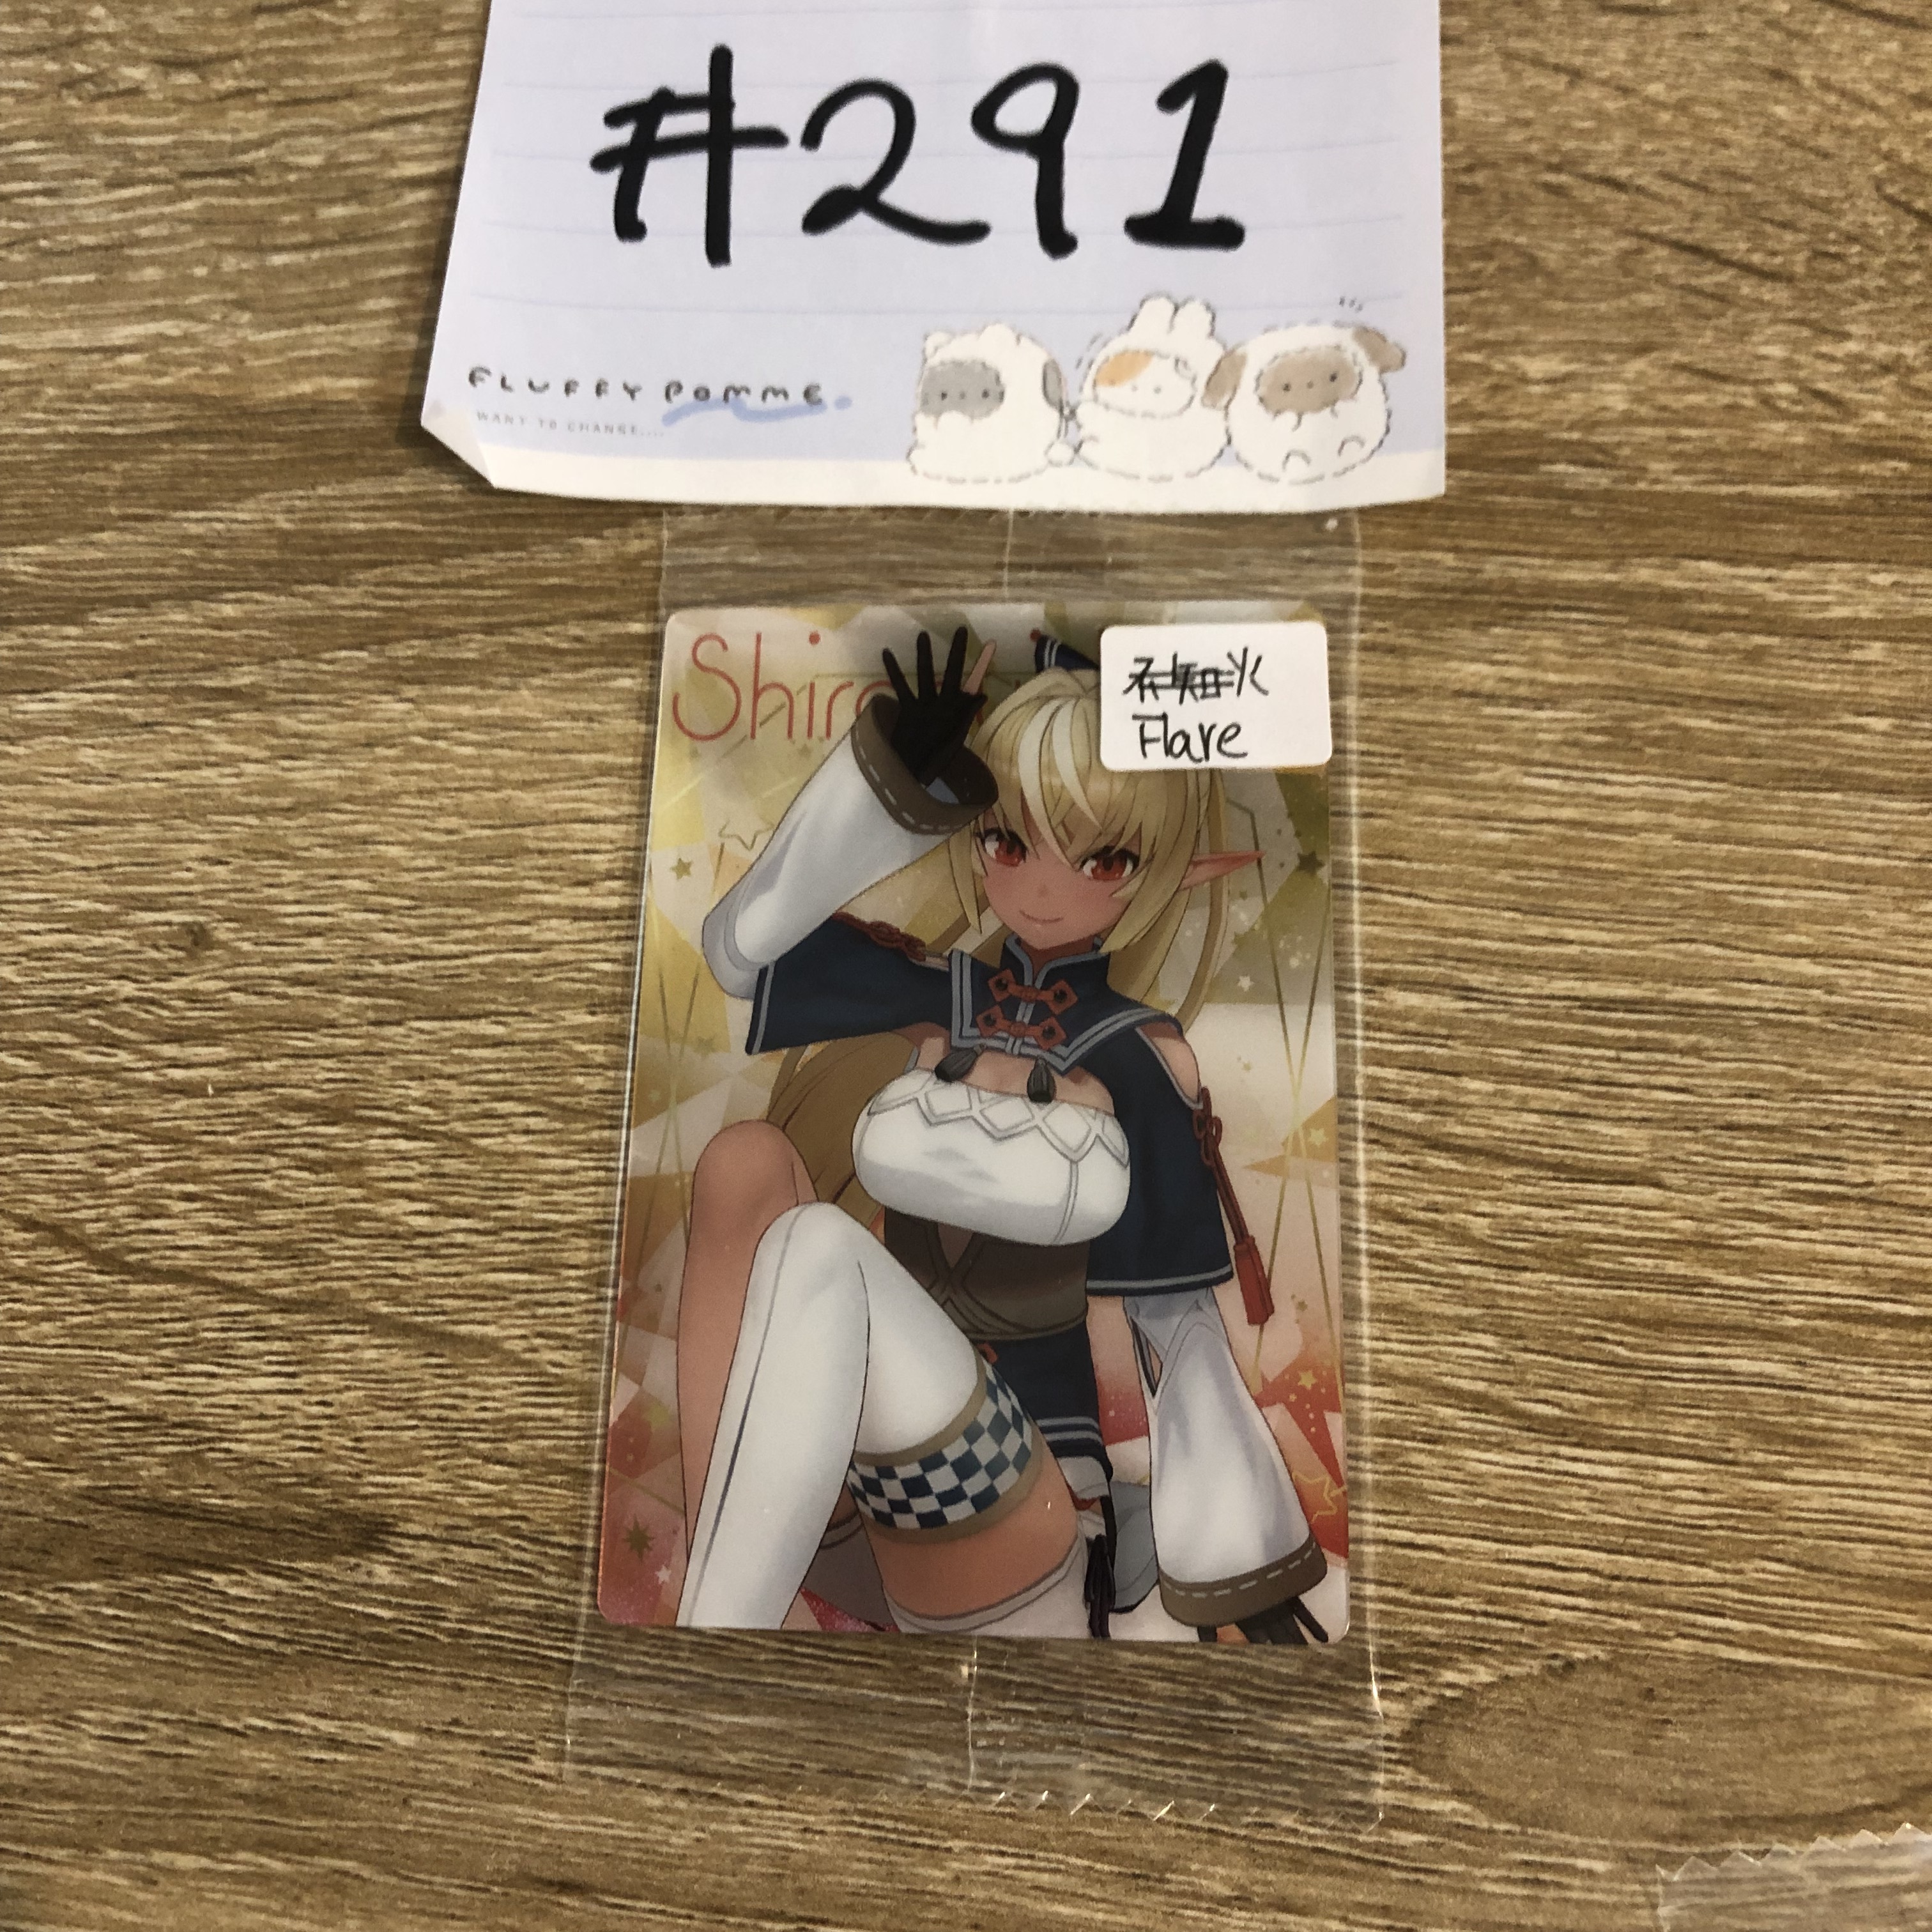 #291
FLUFFY POMME.
WANT TO CHANGE....
Shir
不知火
Flare